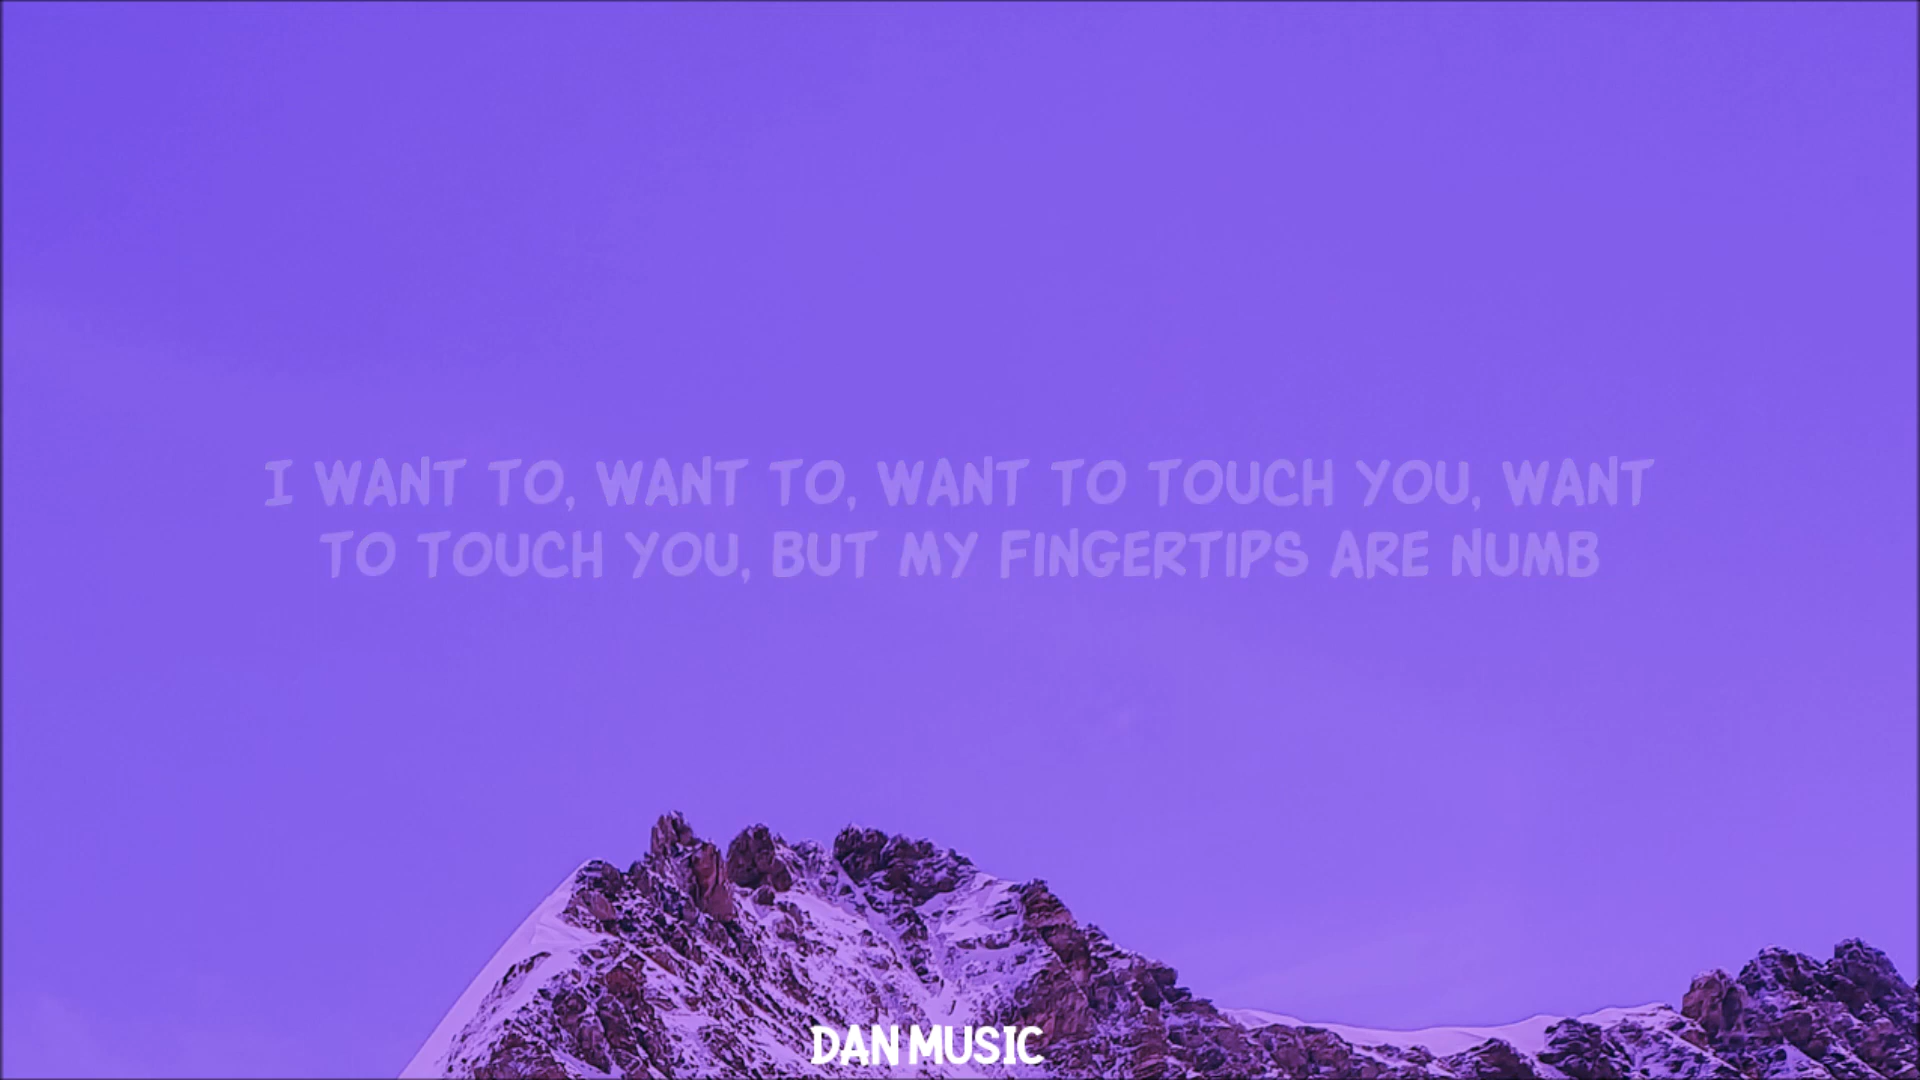 I WANT TO, WANT TO, WANT TO TOUCH YOU, WANT
TO TOUCH YOU, BUT MY FINGERTIPS ARE NUMB
DAN MUSIC